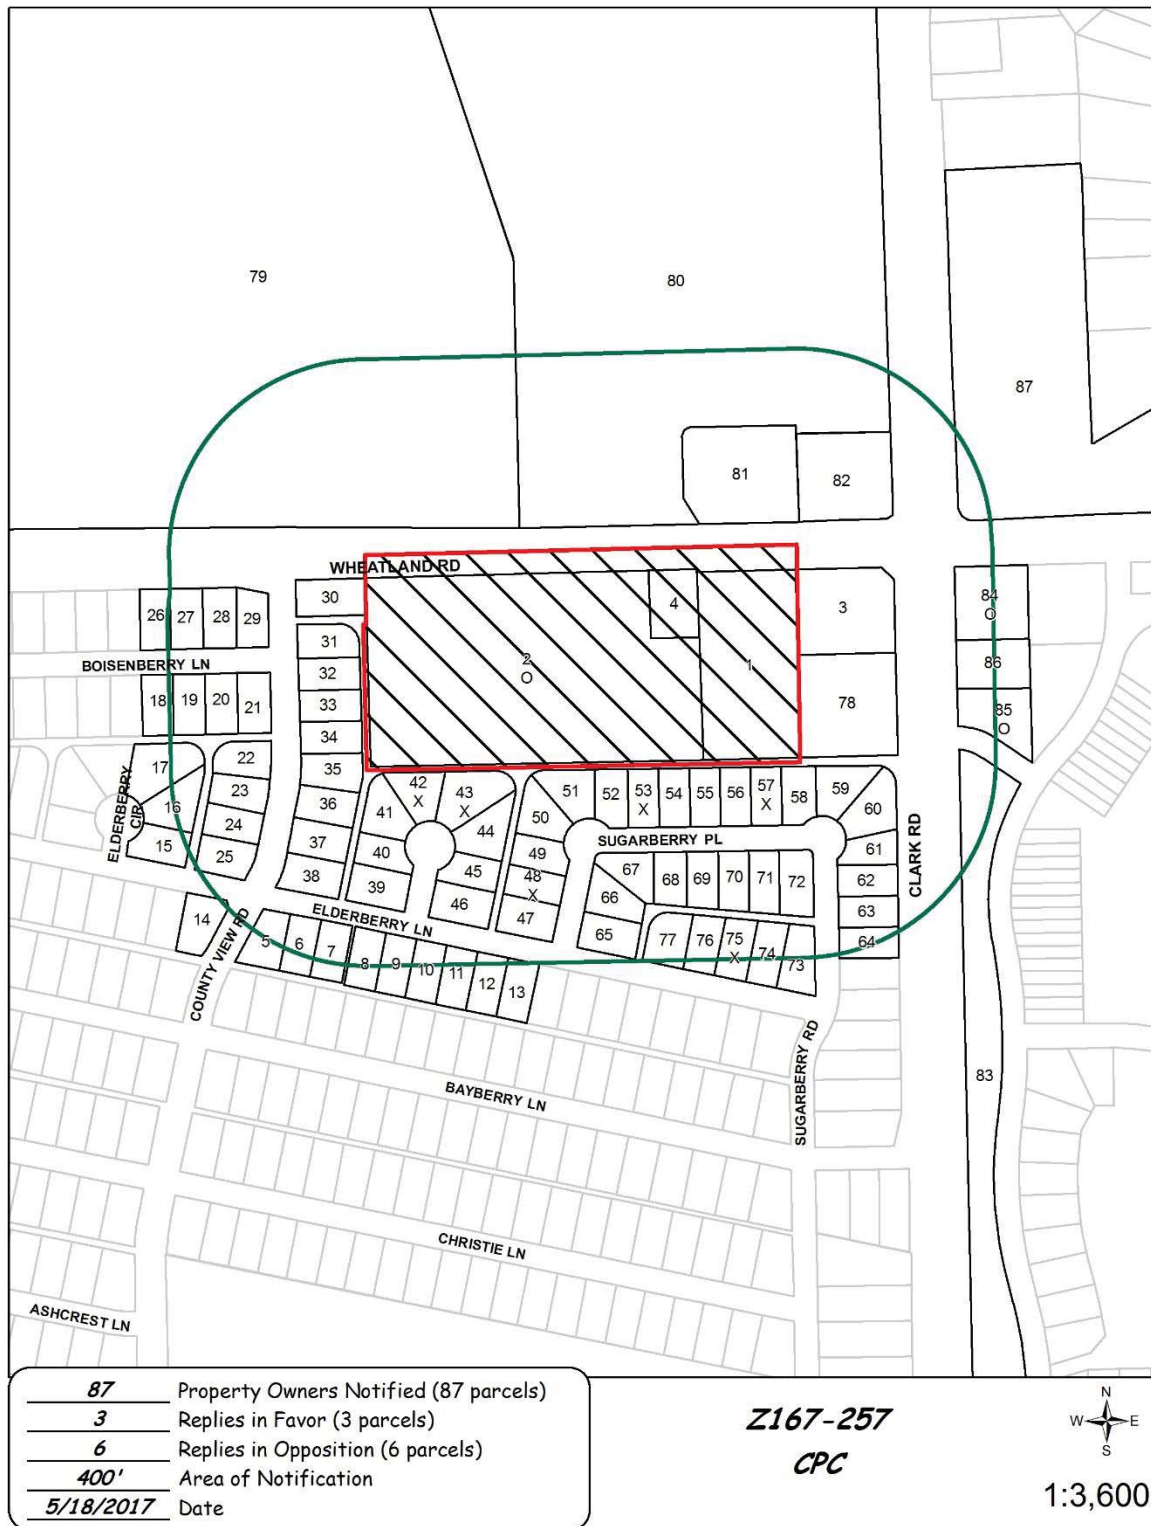 79
80
87
81
82
WHEATLAND RD
30
4
3
84
O
26 27 28 29
31
BOISENBERRY LN
32
2
O
1
86
33
18 19 20 21
78
85
O
34
17
22
35
42
X
43
X
51
52
53
X
54
55
56
57
X
58
59
23
36
60
ELDERBERRY CIR
16
41
50
24
44
37
SUGARBERRY PL
15
25
40
49
61
45
67
38
39
48
X
68 69 70 71 72
62
CLARK RD
66
46
63
14
ELDERBERRY LN
47
65
77 76 75
X
74 73
64
5 6 7 8 9 10 11 12 13
COUNTY VIEW RD
SUGARBERRY RD
83
BAYBERRY LN
CHRISTIE LN
ASHCREST LN
87 Property Owners Notified (87 parcels)
3 Replies in Favor (3 parcels)
6 Replies in Opposition (6 parcels)
400' Area of Notification
5/18/2017 Date
Z167-257
CPC
N
W E
S
1:3,600